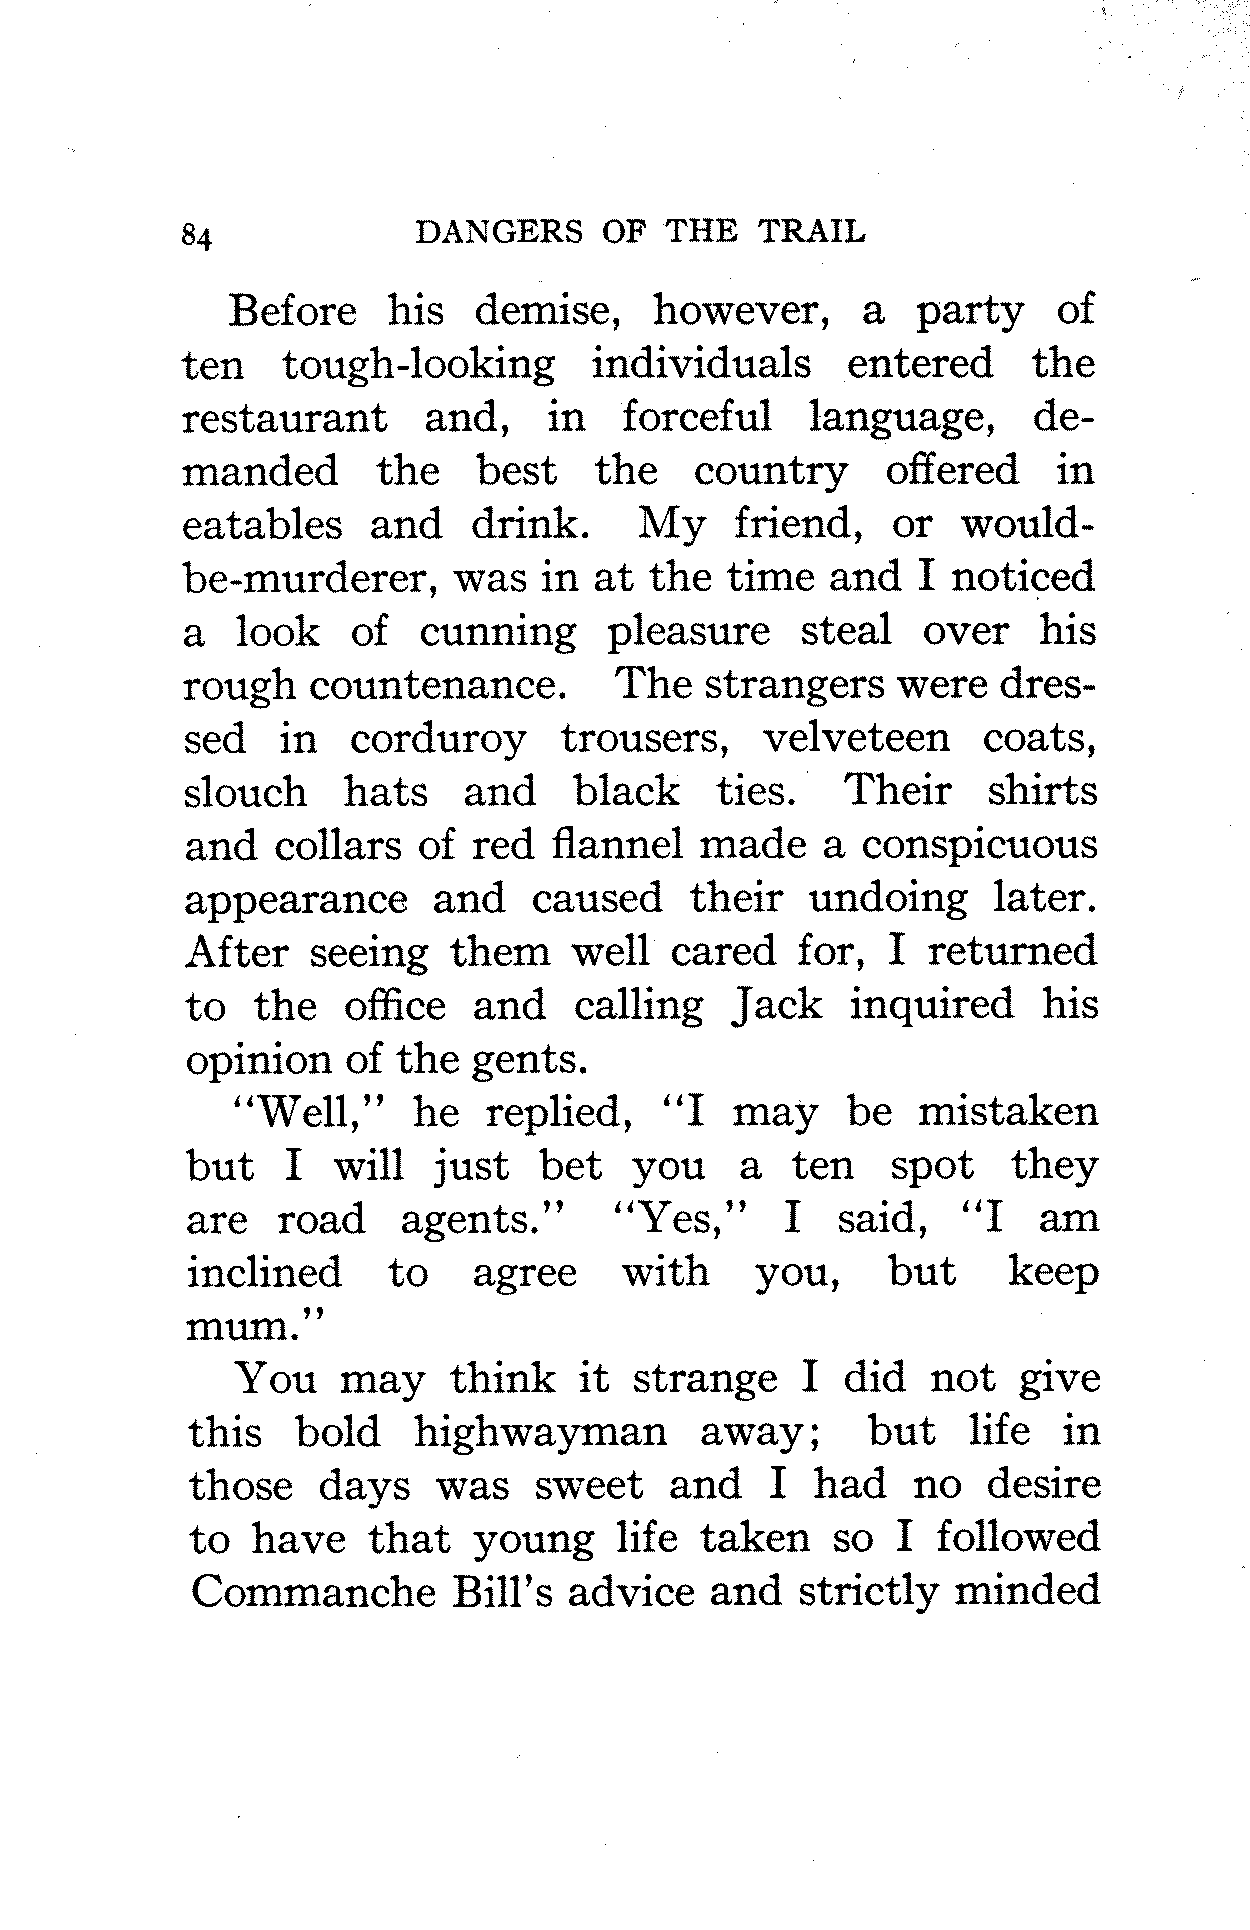 84 DANGERS OF THE TRAIL
Before his demise, however, a party of
ten tough-looking individuals entered the
restaurant and, in forceful language, de-
manded the best the country offered in
eatables and drink. My friend, or would-
be-murderer, was in at the time and I noticed
a look of cunning pleasure steal over his
rough countenance. The strangers were dres-
sed in corduroy trousers, velveteen coats,
slouch hats and black ties. Their shirts
and collars of red flannel made a conspicuous
appearance and caused their undoing later.
After seeing them well cared for, I returned
to the office and calling Jack inquired his
opinion of the gents.
"Well," he replied, "I may be mistaken
but I will just bet you a ten spot they
are road agents." "Yes," I said, "I am
inclined to agree with you, but keep
mum."
You may think it strange I did not give
this bold highwayman away; but life in
those days was sweet and I had no desire
to have that young life taken so I followed
Commanche Bill's advice and strictly minded